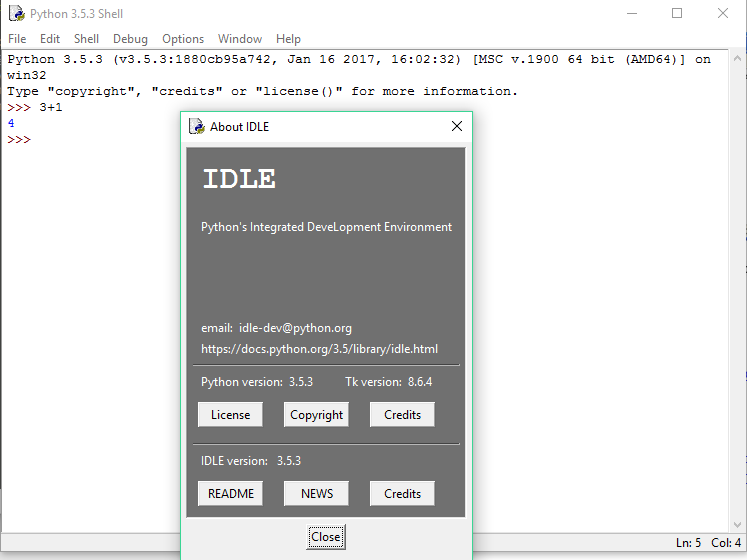 Python 3.5.3 Shell
File Edit Shell Debug Options Window Help
Python 3.5.3 (v3.5.3:1880cb95a742, Jan 16 2017, 16:02:32) [MSC v.1900 64 bit (AMD64)] on
win32
Type "copyright", "credits" or "license()" for more information.
>>> 3+1
4
>>>
About IDLE
IDLE
Python's Integrated DeveLopment Environment
email: idle-dev@python.org
https://docs.python.org/3.5/library/idle.html
Python version: 3.5.3 Tk version: 8.6.4
License Copyright Credits
IDLE version: 3.5.3
README NEWS Credits
Close
Ln: 5 Col: 4